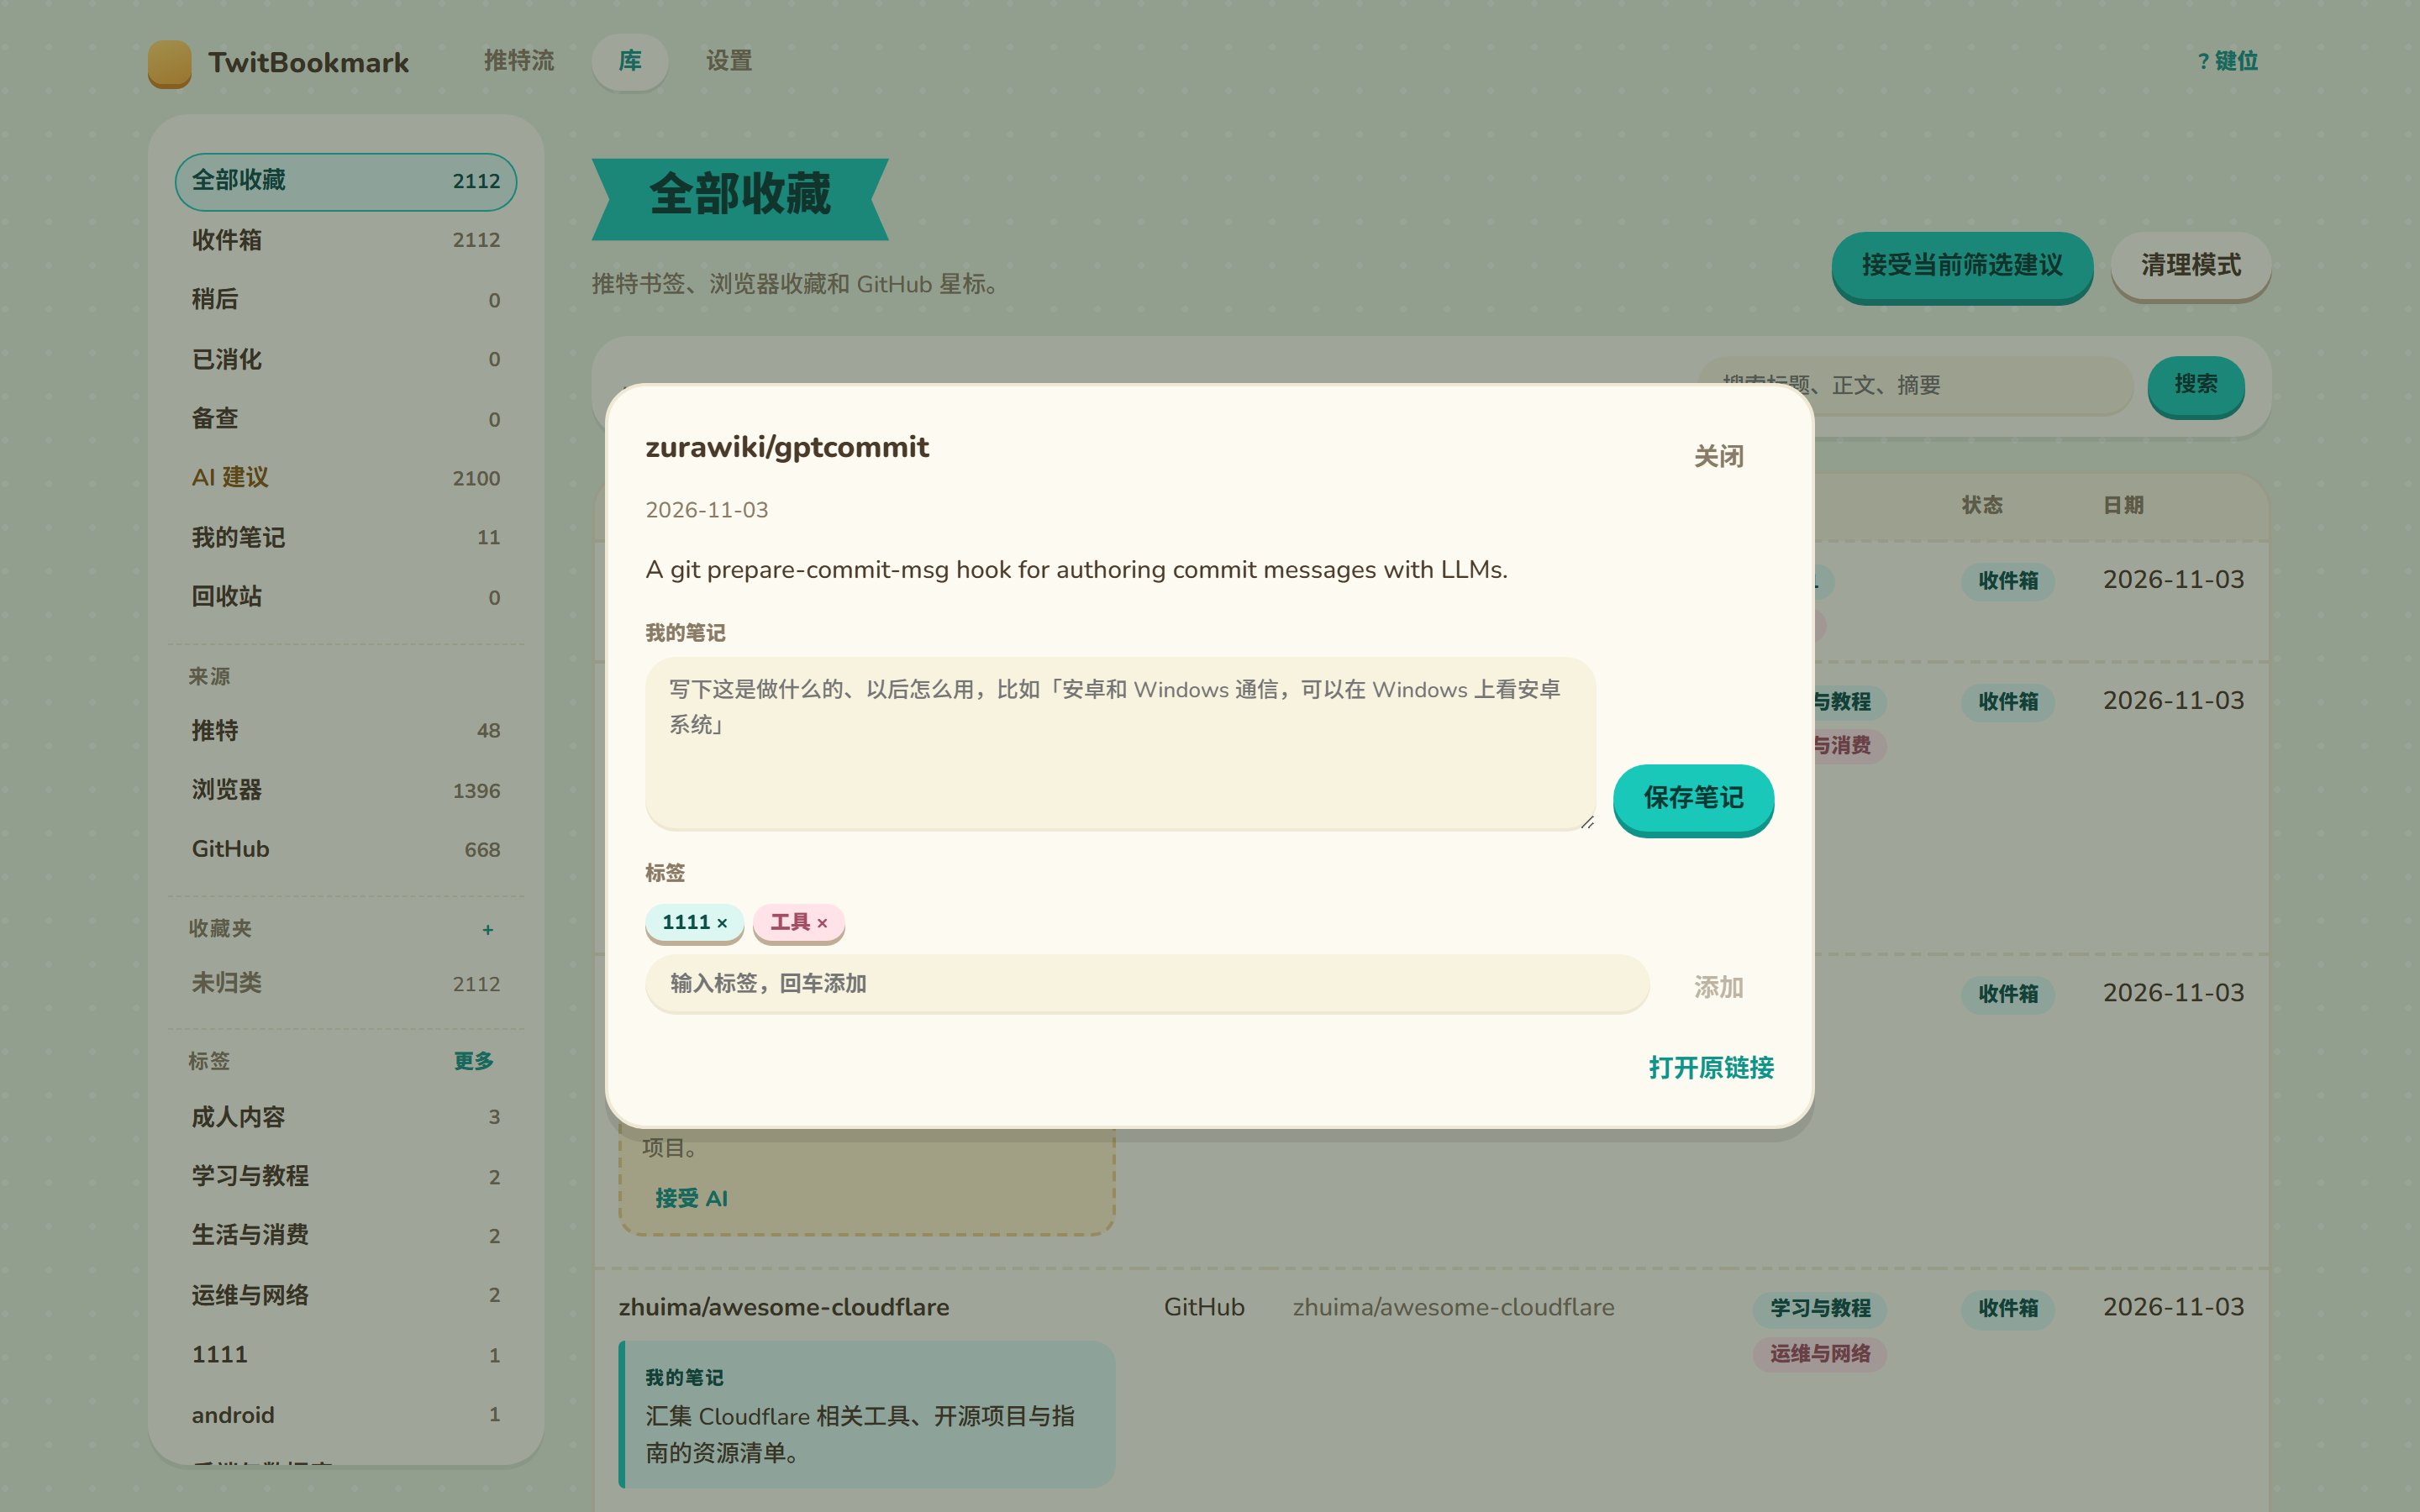 TwitBookmark
推特流
库
设置
? 键位
全部收藏 2112
收件箱 2112
稍后 0
已消化 0
备查 0
AI 建议 2100
我的笔记 11
回收站 0
来源
推特 48
浏览器 1396
GitHub 668
收藏夹 +
未归类 2112
标签 更多
成人内容 3
学习与教程 2
生活与消费 2
运维与网络 2
1111 1
android 1
全部收藏
推特书签、浏览器收藏和 GitHub 星标。
接受当前筛选建议
清理模式
搜索标题、正文、摘要
搜索
状态 日期
收件箱 2026-11-03
与教程 收件箱 2026-11-03
与消费
收件箱 2026-11-03
zurawiki/gptcommit
关闭
2026-11-03
A git prepare-commit-msg hook for authoring commit messages with LLMs.
我的笔记
写下这是做什么的、以后怎么用，比如「安卓和 Windows 通信，可以在 Windows 上看安卓
系统」
保存笔记
标签
1111 × 工具 ×
输入标签，回车添加
添加
打开原链接
项目。
接受 AI
zhuima/awesome-cloudflare GitHub zhuima/awesome-cloudflare 学习与教程 收件箱 2026-11-03
运维与网络
我的笔记
汇集 Cloudflare 相关工具、开源项目与指
南的资源清单。